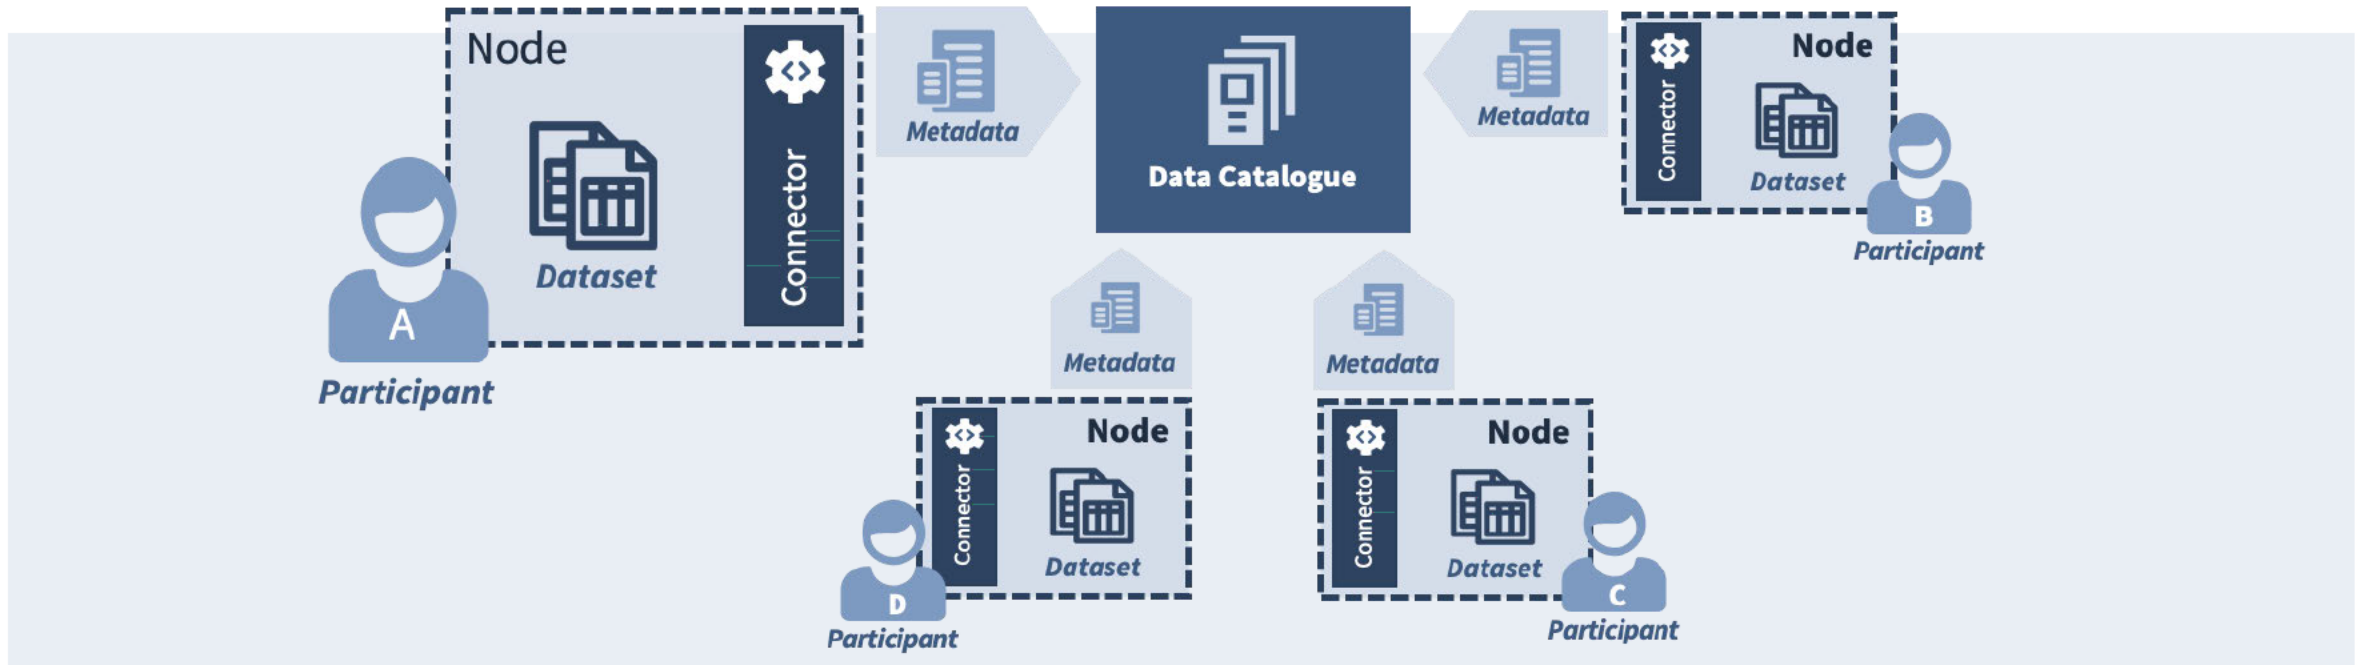 Node
Dataset
Connector
A
Participant
Metadata
Data Catalogue
Metadata
Connector
Node
Dataset
B
Participant
Metadata
Metadata
Connector
Node
Dataset
D
Participant
Connector
Node
Dataset
C
Participant